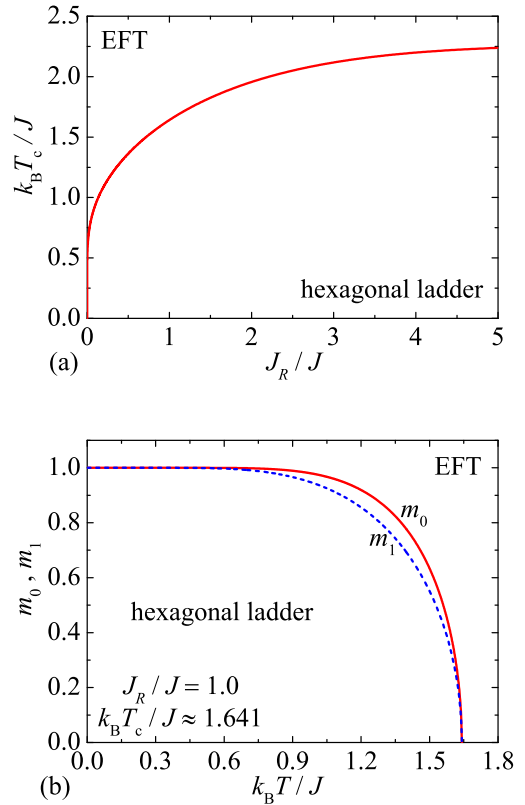 EFT
2.5
2.0
1.5
1.0
0.5
0.0
k_B T_c / J
hexagonal ladder
0 1 2 3 4 5
(a) J_R / J
EFT
1.0
0.8
0.6
0.4
0.2
0.0
m_0 , m_1
m_0
m_1
hexagonal ladder
J_R / J = 1.0
k_B T_c / J ≈ 1.641
0.0 0.3 0.6 0.9 1.2 1.5 1.8
(b) k_B T / J